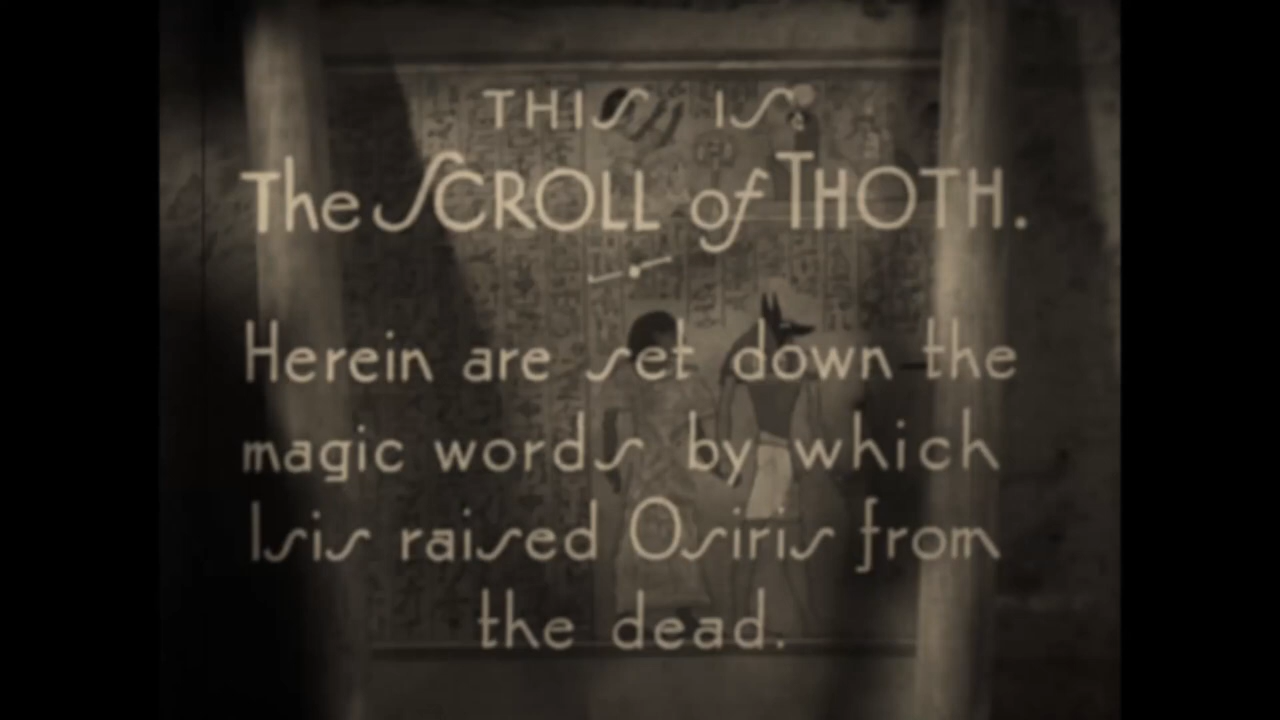 THIS IS
The SCROLL of THOTH.
Herein are set down the
magic words by which
Isis raised Osiris from
the dead.